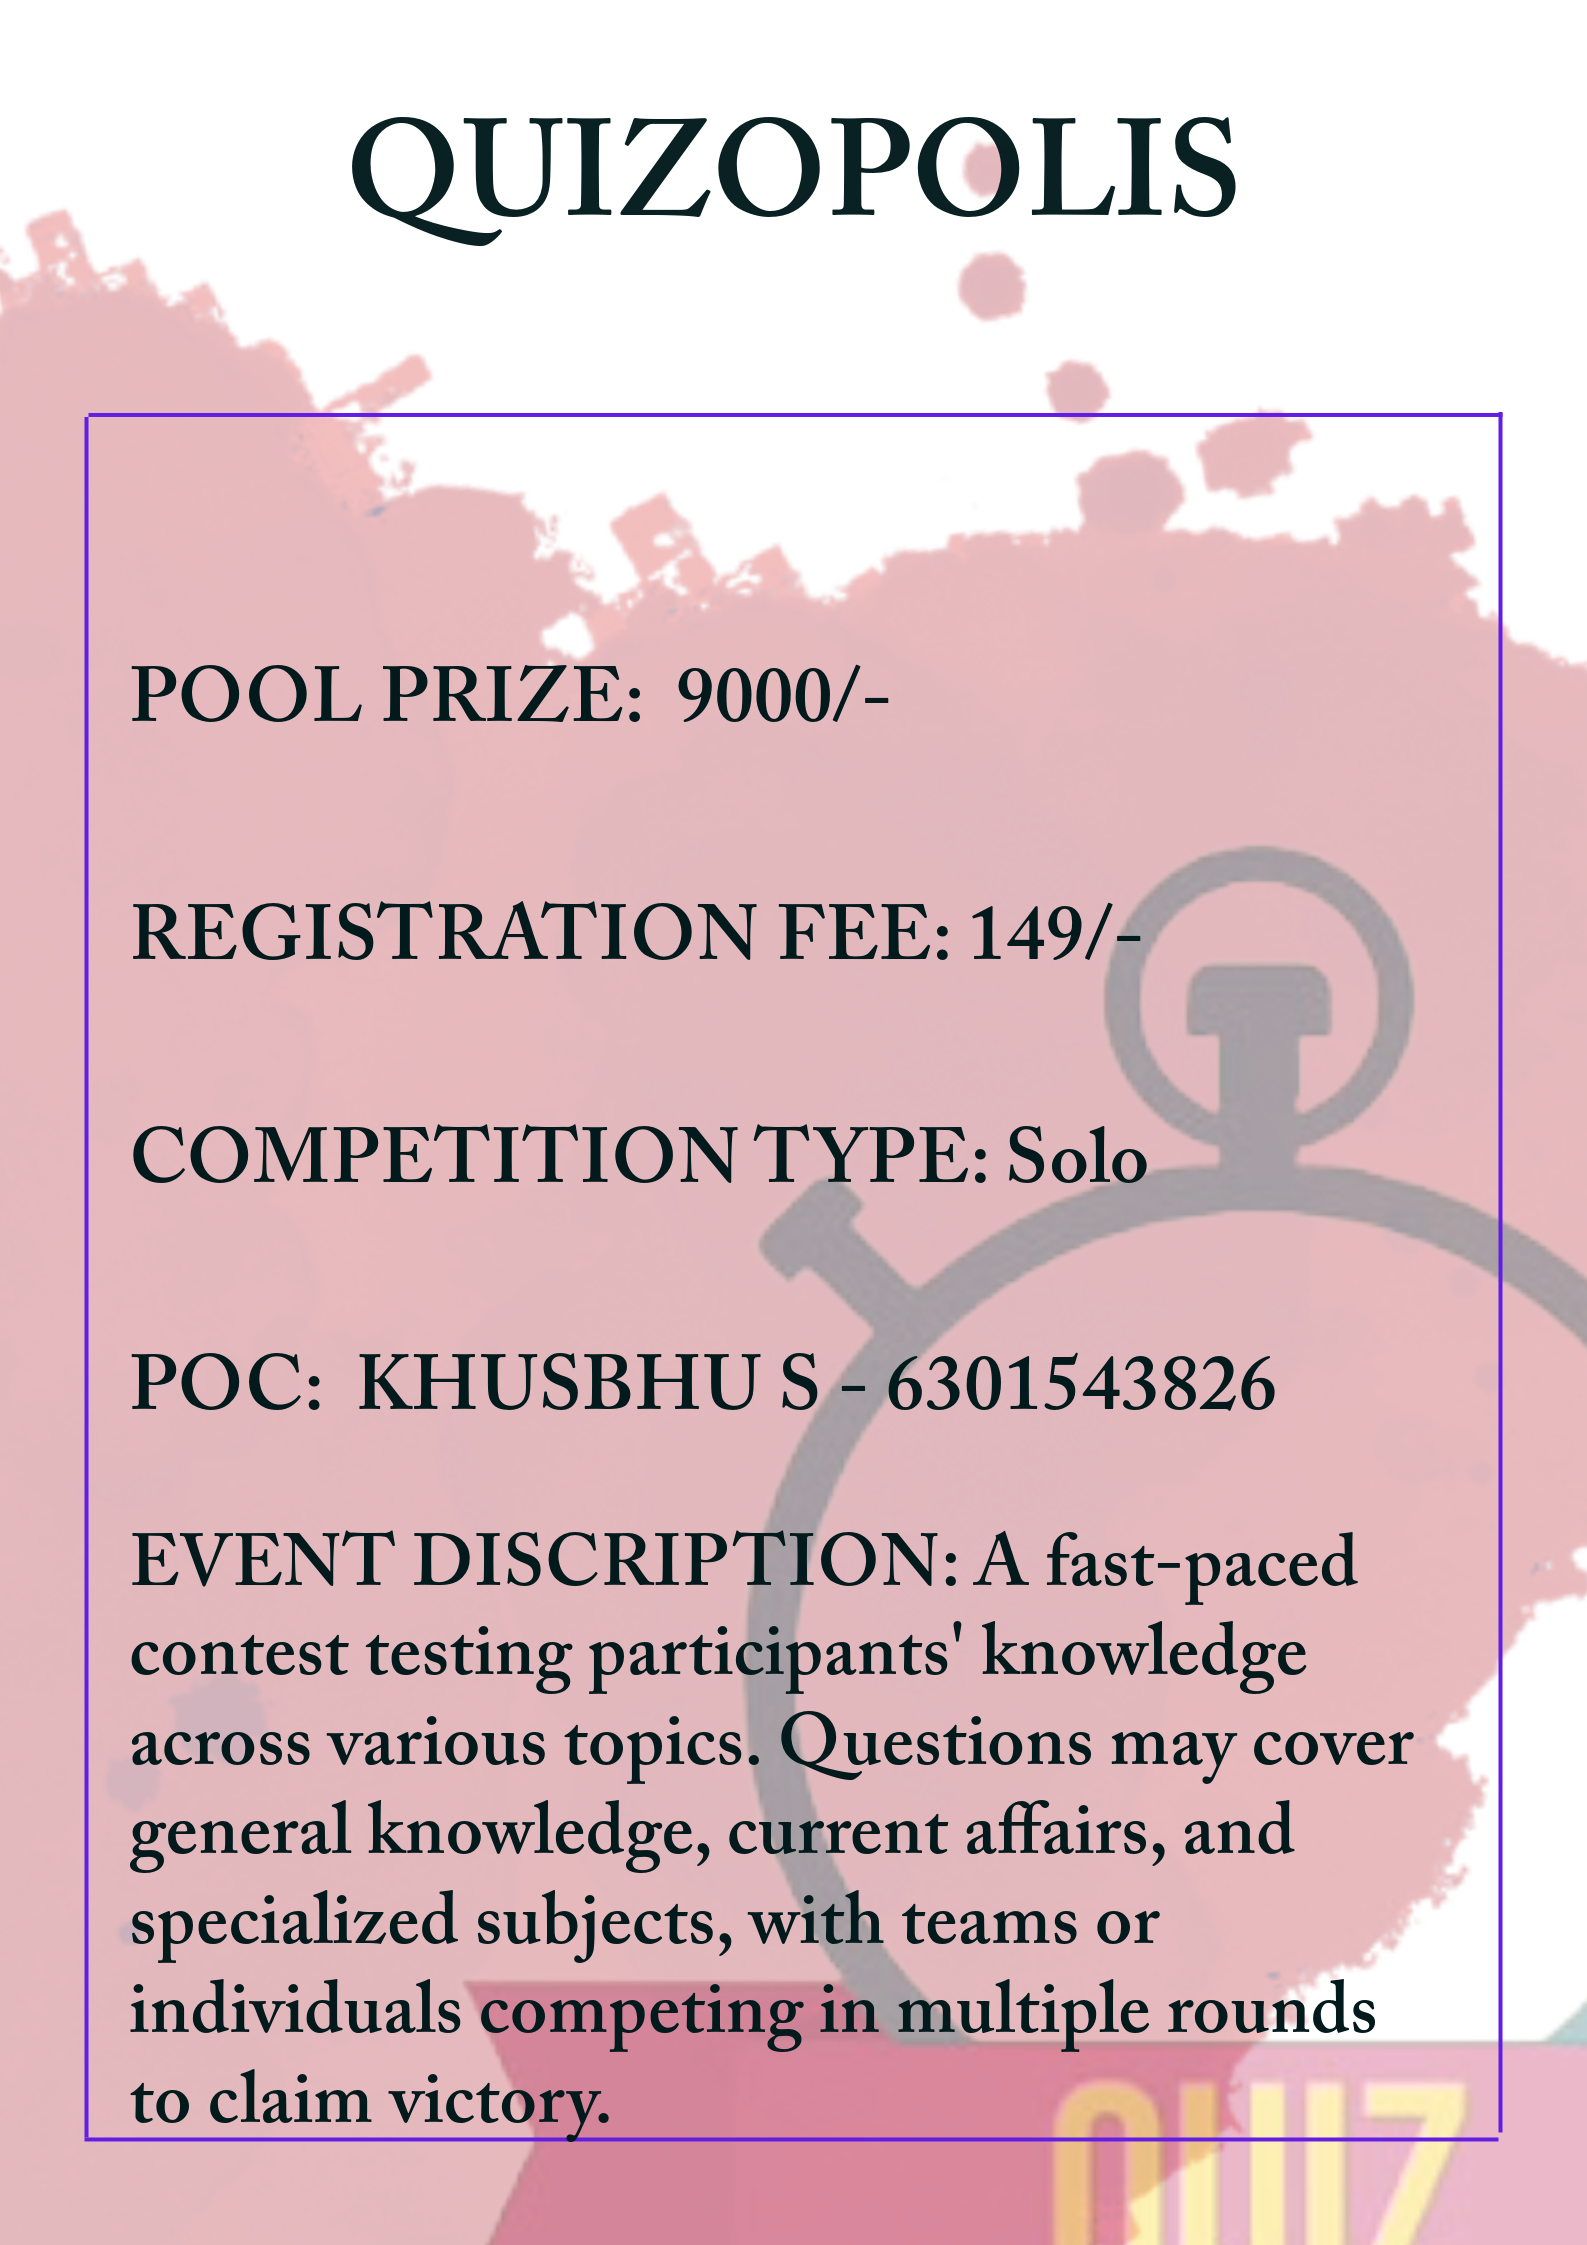 QUIZOPOLIS
POOL PRIZE: 9000/-
REGISTRATION FEE: 149/-
COMPETITION TYPE: Solo
POC: KHUSBHU S - 6301543826
EVENT DISCRIPTION: A fast-paced
contest testing participants' knowledge
across various topics. Questions may cover
general knowledge, current affairs, and
specialized subjects, with teams or
individuals competing in multiple rounds
to claim victory.
QUIZ